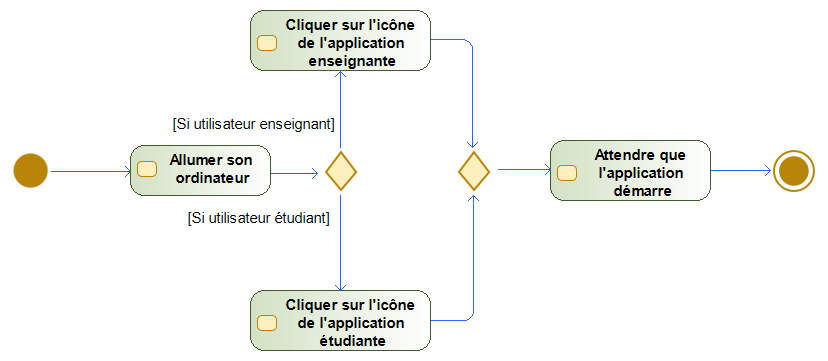 Cliquer sur l'icône
de l'application
enseignante
[Si utilisateur enseignant]
Allumer son
ordinateur
Attendre que
l'application
démarre
[Si utilisateur étudiant]
Cliquer sur l'icône
de l'application
étudiante